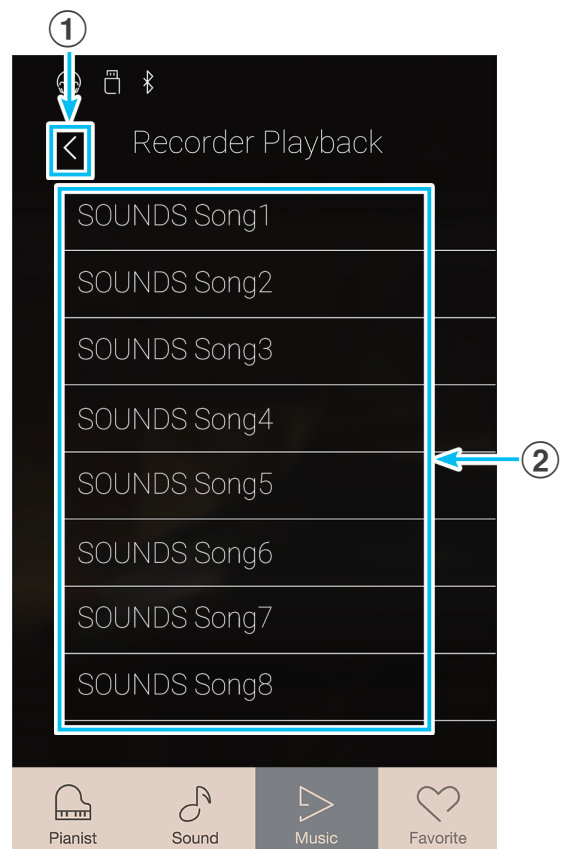 1
Recorder Playback
SOUNDS Song1
SOUNDS Song2
SOUNDS Song3
SOUNDS Song4
2
SOUNDS Song5
SOUNDS Song6
SOUNDS Song7
SOUNDS Song8
Pianist Sound Music Favorite